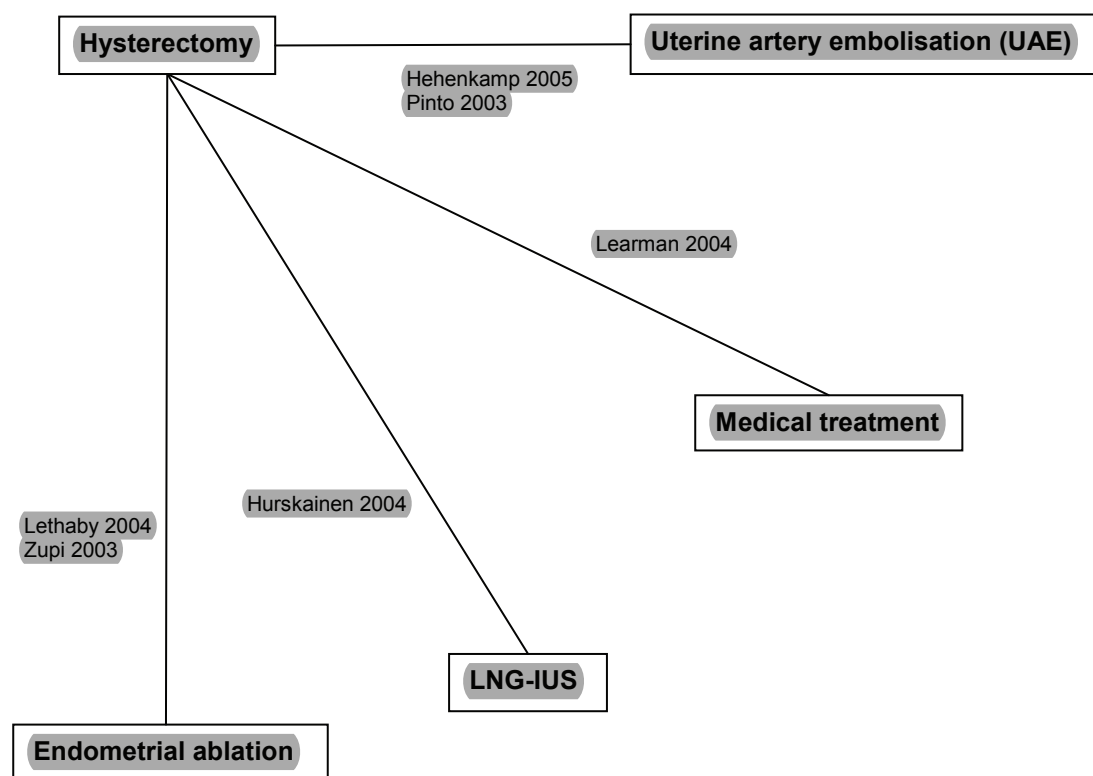 Hysterectomy
Uterine artery embolisation (UAE)
Hehenkamp 2005
Pinto 2003
Learman 2004
Medical treatment
Hurskainen 2004
Lethaby 2004
Zupi 2003
LNG-IUS
Endometrial ablation